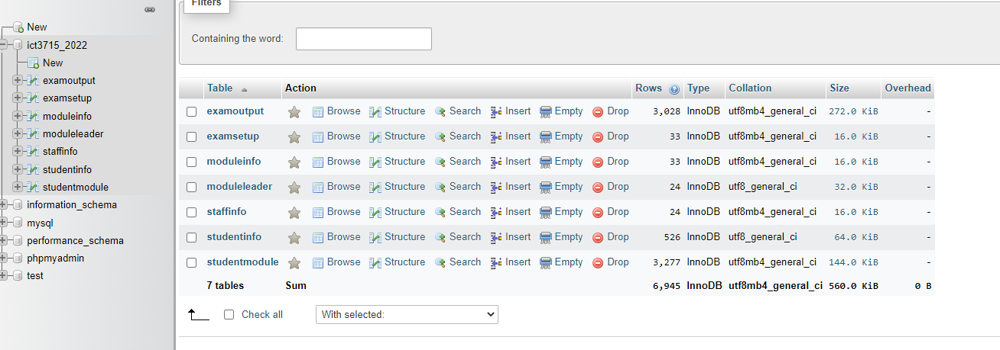 Filters
New
ict3715_2022
New
examoutput
examsetup
moduleinfo
moduleleader
staffinfo
studentinfo
studentmodule
information_schema
mysql
performance_schema
phpmyadmin
test
Containing the word:
Table Action Rows Type Collation Size Overhead
examoutput Browse Structure Search Insert Empty Drop 3,028 InnoDB utf8mb4_general_ci 272.0 KiB -
examsetup Browse Structure Search Insert Empty Drop 33 InnoDB utf8mb4_general_ci 16.0 KiB -
moduleinfo Browse Structure Search Insert Empty Drop 33 InnoDB utf8mb4_general_ci 16.0 KiB -
moduleleader Browse Structure Search Insert Empty Drop 24 InnoDB utf8_general_ci 32.0 KiB -
staffinfo Browse Structure Search Insert Empty Drop 24 InnoDB utf8mb4_general_ci 16.0 KiB -
studentinfo Browse Structure Search Insert Empty Drop 526 InnoDB utf8_general_ci 64.0 KiB -
studentmodule Browse Structure Search Insert Empty Drop 3,277 InnoDB utf8mb4_general_ci 144.0 KiB -
7 tables Sum 6,945 InnoDB utf8mb4_general_ci 560.0 KiB 0 B
Check all With selected: